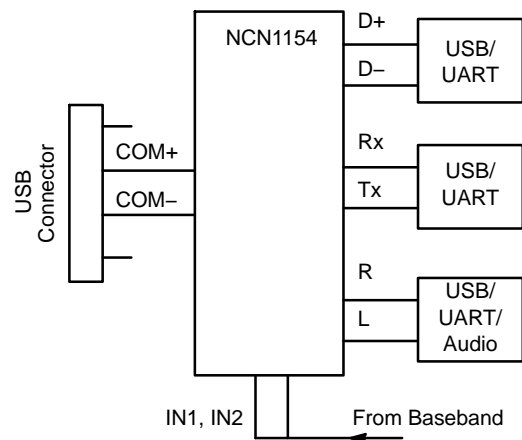 NCN1154
D+
D−
USB/
UART
USB
Connector
COM+
COM−
Rx
Tx
USB/
UART
R
L
USB/
UART/
Audio
IN1, IN2
From Baseband